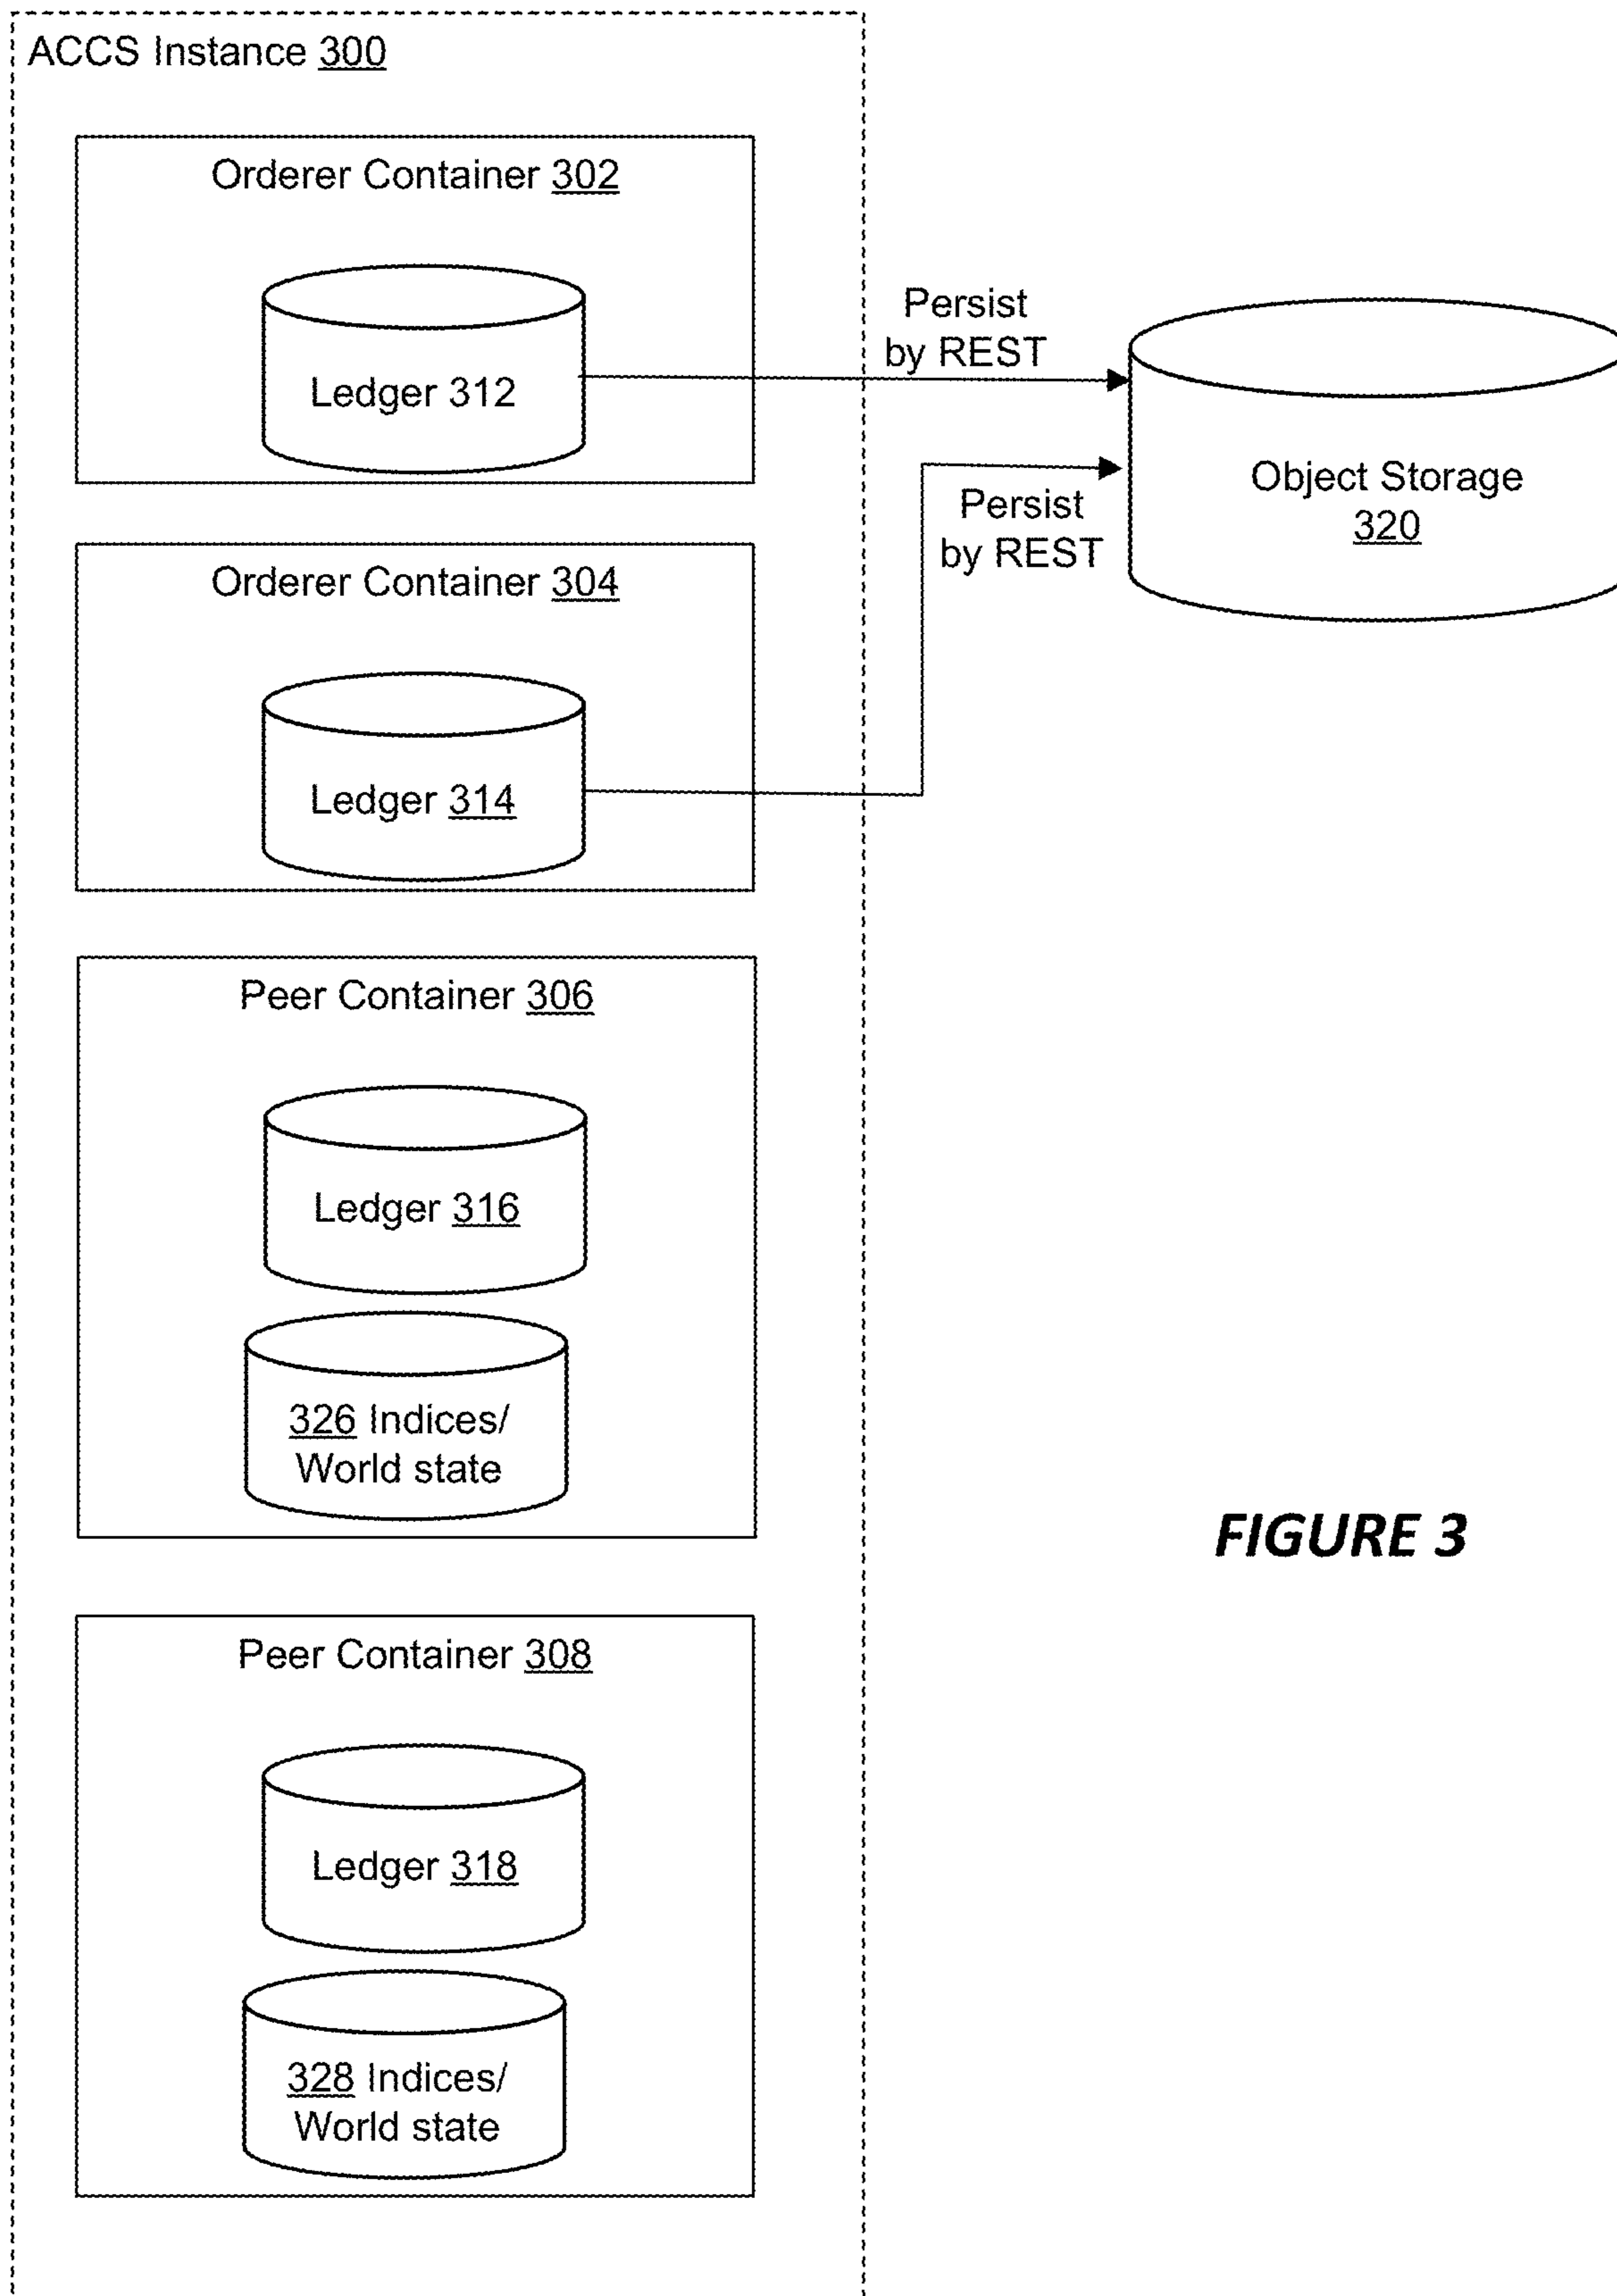 ACCS Instance 300
Orderer Container 302
Ledger 312
Persist
by REST
Object Storage
320
Persist
by REST
Orderer Container 304
Ledger 314
Peer Container 306
Ledger 316
326 Indices/
World state
FIGURE 3
Peer Container 308
Ledger 318
328 Indices/
World state